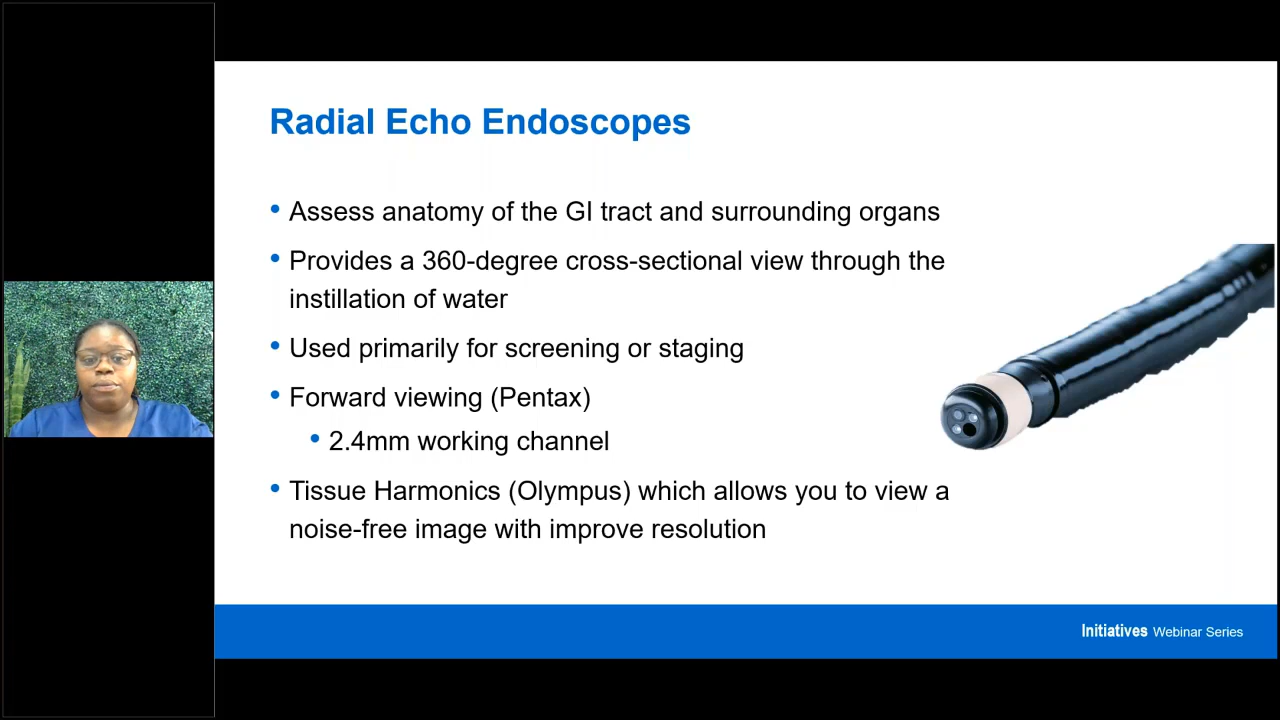 Radial Echo Endoscopes
• Assess anatomy of the GI tract and surrounding organs
• Provides a 360-degree cross-sectional view through the
instillation of water
• Used primarily for screening or staging
• Forward viewing (Pentax)
• 2.4mm working channel
• Tissue Harmonics (Olympus) which allows you to view a
noise-free image with improve resolution
Initiatives Webinar Series